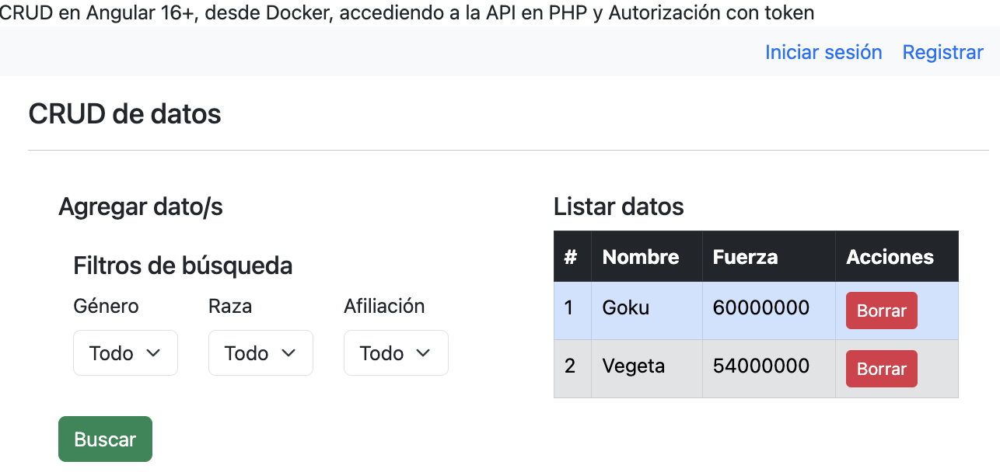 CRUD en Angular 16+, desde Docker, accediendo a la API en PHP y Autorización con token
Iniciar sesión Registrar
CRUD de datos
Agregar dato/s
Filtros de búsqueda
Género Raza Afiliación
Todo Todo Todo
Buscar
Listar datos
# Nombre Fuerza Acciones
1 Goku 60000000 Borrar
2 Vegeta 54000000 Borrar